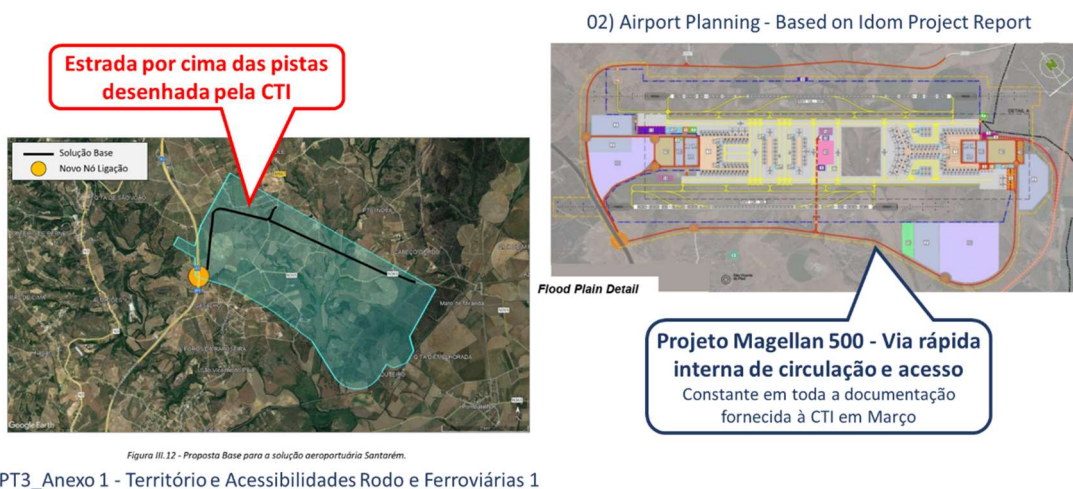 02) Airport Planning - Based on Idom Project Report
Estrada por cima das pistas
desenhada pela CTI
Solução Base
Novo Nó Ligação
Google Earth
Figura III.12 - Proposta Base para a solução aeroportuária Santarém.
PT3_Anexo 1 - Território e Acessibilidades Rodo e Ferroviárias 1
Flood Plain Detail
Projeto Magellan 500 - Via rápida
interna de circulação e acesso
Constante em toda a documentação
fornecida à CTI em Março